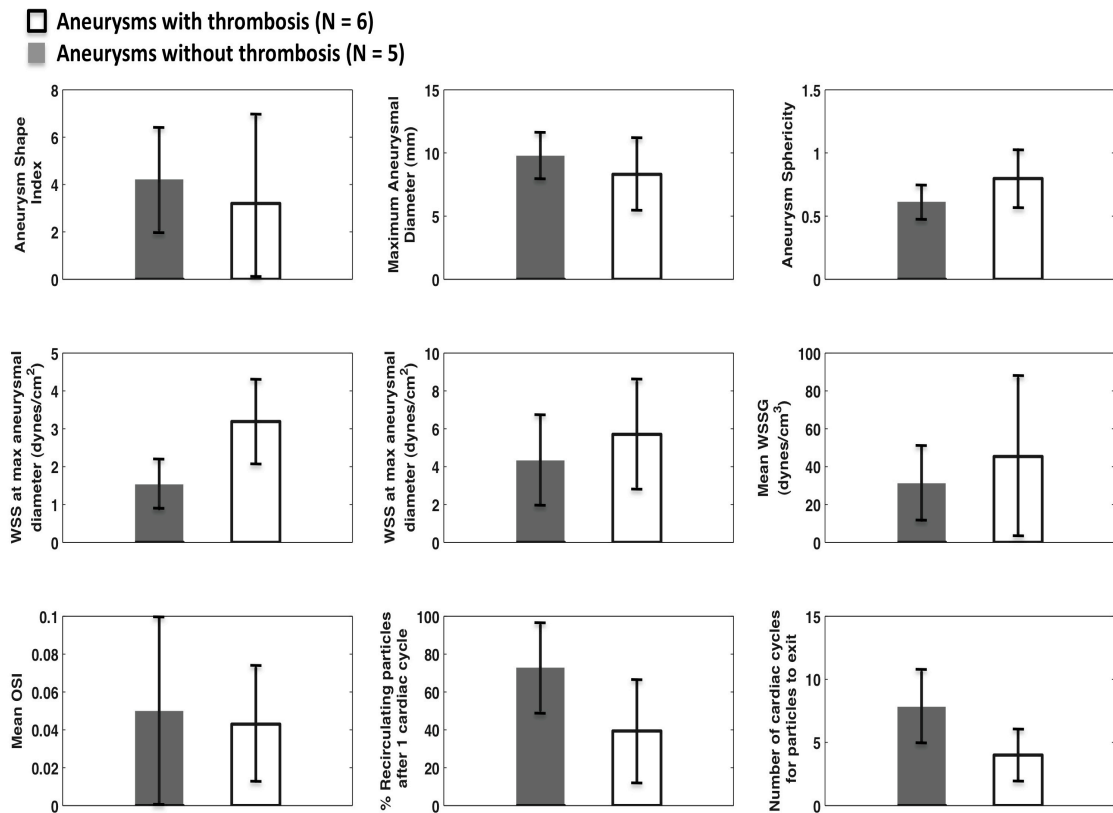 Aneurysms with thrombosis (N = 6)
Aneurysms without thrombosis (N = 5)
Aneurysm Shape
Index
8
6
4
2
0
Maximum Aneurysmal
Diameter (mm)
15
10
5
0
Aneurysm Sphericity
1.5
1
0.5
0
WSS at max aneurysmal
diameter (dynes/cm²)
5
4
3
2
1
0
WSS at max aneurysmal
diameter (dynes/cm²)
10
8
6
4
2
0
Mean WSSG
(dynes/cm³)
100
80
60
40
20
0
Mean OSI
0.1
0.08
0.06
0.04
0.02
0
% Recirculating particles
after 1 cardiac cycle
100
80
60
40
20
0
Number of cardiac cycles
for particles to exit
15
10
5
0